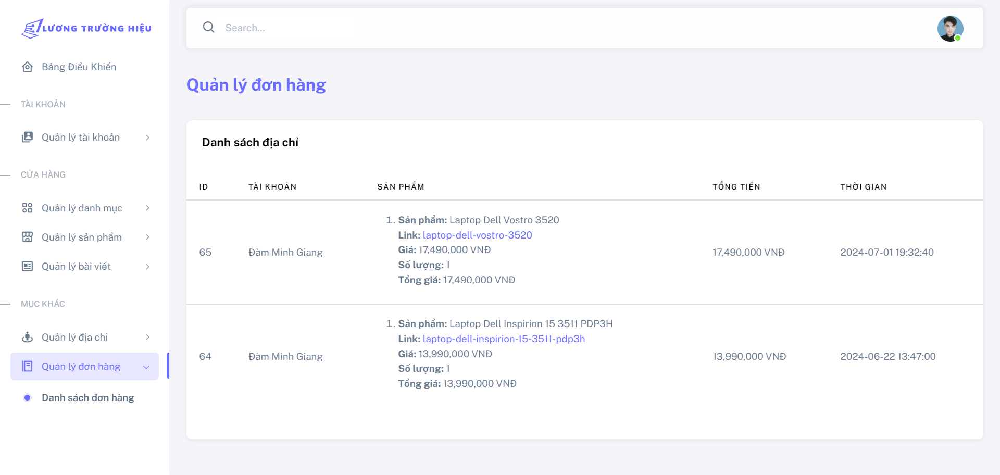 LƯƠNG TRƯỜNG HIỆU
Search...
Bảng Điều Khiển
TÀI KHOẢN
Quản lý tài khoản
CỬA HÀNG
Quản lý danh mục
Quản lý sản phẩm
Quản lý bài viết
MỤC KHÁC
Quản lý địa chỉ
Quản lý đơn hàng
Danh sách đơn hàng
Quản lý đơn hàng
Danh sách địa chỉ
ID TÀI KHOẢN SẢN PHẨM TỔNG TIỀN THỜI GIAN
1. Sản phẩm: Laptop Dell Vostro 3520
Link: laptop-dell-vostro-3520
Giá: 17,490,000 VNĐ
65 Đàm Minh Giang 17,490,000 VNĐ 2024-07-01 19:32:40
Số lượng: 1
Tổng giá: 17,490,000 VNĐ
1. Sản phẩm: Laptop Dell Inspirion 15 3511 PDP3H
Link: laptop-dell-inspirion-15-3511-pdp3h
Giá: 13,990,000 VNĐ
64 Đàm Minh Giang 13,990,000 VNĐ 2024-06-22 13:47:00
Số lượng: 1
Tổng giá: 13,990,000 VNĐ